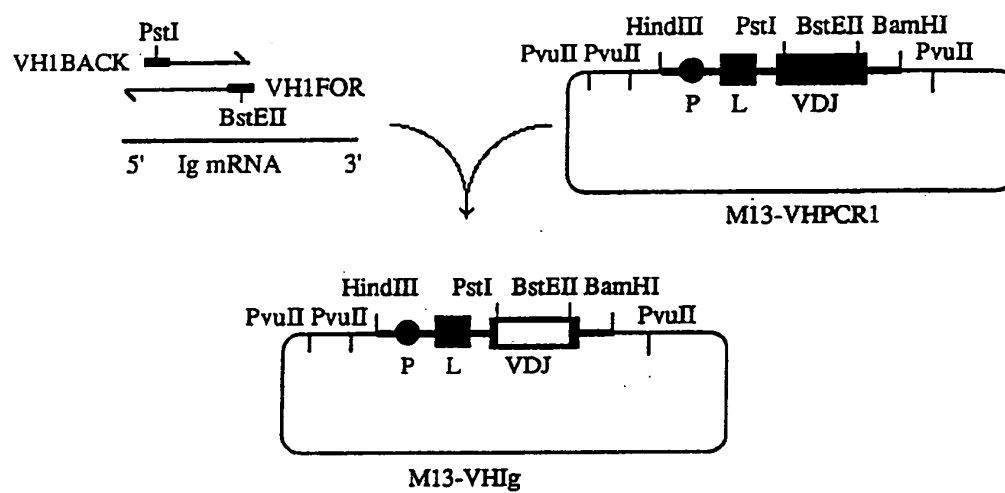 PstI
VH1BACK
VH1FOR
BstEII
5' Ig mRNA 3'
HindIII PstI BstEII BamHI
PvuII PvuII PvuII
P L VDJ
M13-VHPCR1
HindIII PstI BstEII BamHI
PvuII PvuII PvuII
P L VDJ
M13-VHIg